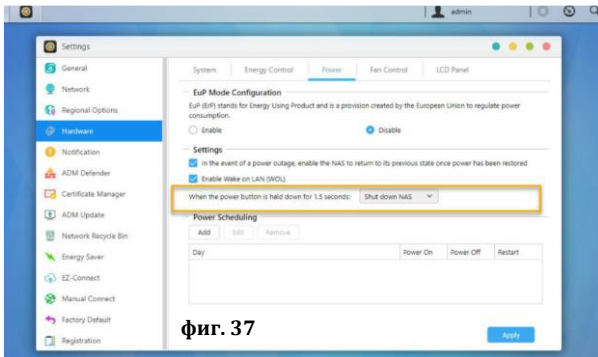 admin
Settings
General
Network
Regional Options
Hardware
Notification
ADM Defender
Certificate Manager
ADM Update
Network Recycle Bin
Energy Saver
EZ-Connect
Manual Connect
Factory Default
Registration
System Energy Control Power Fan Control LCD Panel
EuP Mode Configuration
EuP (ErP) stands for Energy Using Product and is a provision created by the European Union to regulate power
consumption.
Enable Disable
Settings
In the event of a power outage, enable the NAS to return to its previous state once power has been restored
Enable Wake on LAN (WOL)
When the power button is held down for 1.5 seconds: Shut down NAS
Power Scheduling
Add Edit Remove
Day Power On Power Off Restart
фиг. 37
Apply